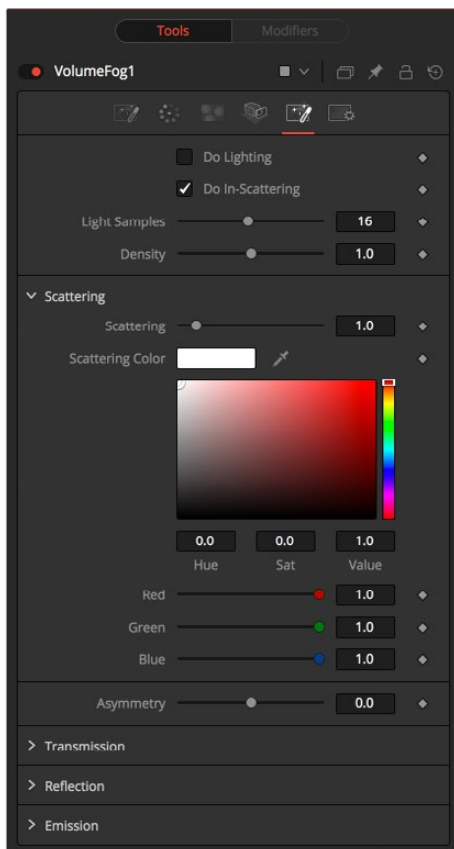 Tools Modifiers
VolumeFog1
Do Lighting
Do In-Scattering
Light Samples 16
Density 1.0
Scattering
Scattering 1.0
Scattering Color
0.0 0.0 1.0
Hue Sat Value
Red 1.0
Green 1.0
Blue 1.0
Asymmetry 0.0
Transmission
Reflection
Emission